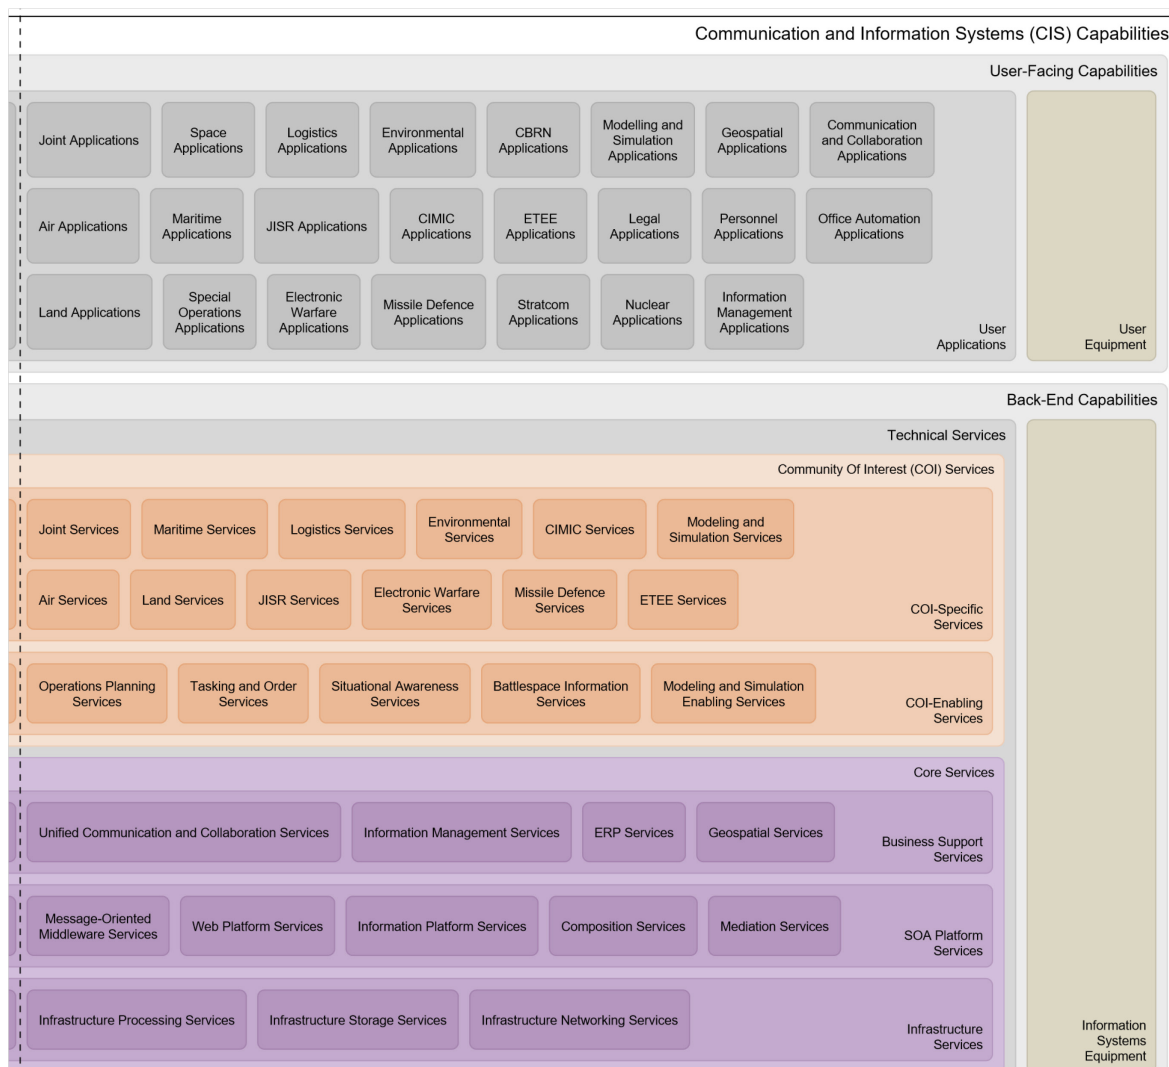 Communication and Information Systems (CIS) Capabilities
User-Facing Capabilities
Joint Applications
Space
Applications
Logistics
Applications
Environmental
Applications
CBRN
Applications
Modelling and
Simulation
Applications
Geospatial
Applications
Communication
and Collaboration
Applications
Air Applications
Maritime
Applications
JISR Applications
CIMIC
Applications
ETEE
Applications
Legal
Applications
Personnel
Applications
Office Automation
Applications
Land Applications
Special
Operations
Applications
Electronic
Warfare
Applications
Missile Defence
Applications
Stratcom
Applications
Nuclear
Applications
Information
Management
Applications
User
Applications
User
Equipment
Back-End Capabilities
Technical Services
Community Of Interest (COI) Services
Joint Services
Maritime Services
Logistics Services
Environmental
Services
CIMIC Services
Modeling and
Simulation Services
Air Services
Land Services
JISR Services
Electronic Warfare
Services
Missile Defence
Services
ETEE Services
COI-Specific
Services
Operations Planning
Services
Tasking and Order
Services
Situational Awareness
Services
Battlespace Information
Services
Modeling and Simulation
Enabling Services
COI-Enabling
Services
Core Services
Unified Communication and Collaboration Services
Information Management Services
ERP Services
Geospatial Services
Business Support
Services
Message-Oriented
Middleware Services
Web Platform Services
Information Platform Services
Composition Services
Mediation Services
SOA Platform
Services
Infrastructure Processing Services
Infrastructure Storage Services
Infrastructure Networking Services
Infrastructure
Services
Information
Systems
Equipment